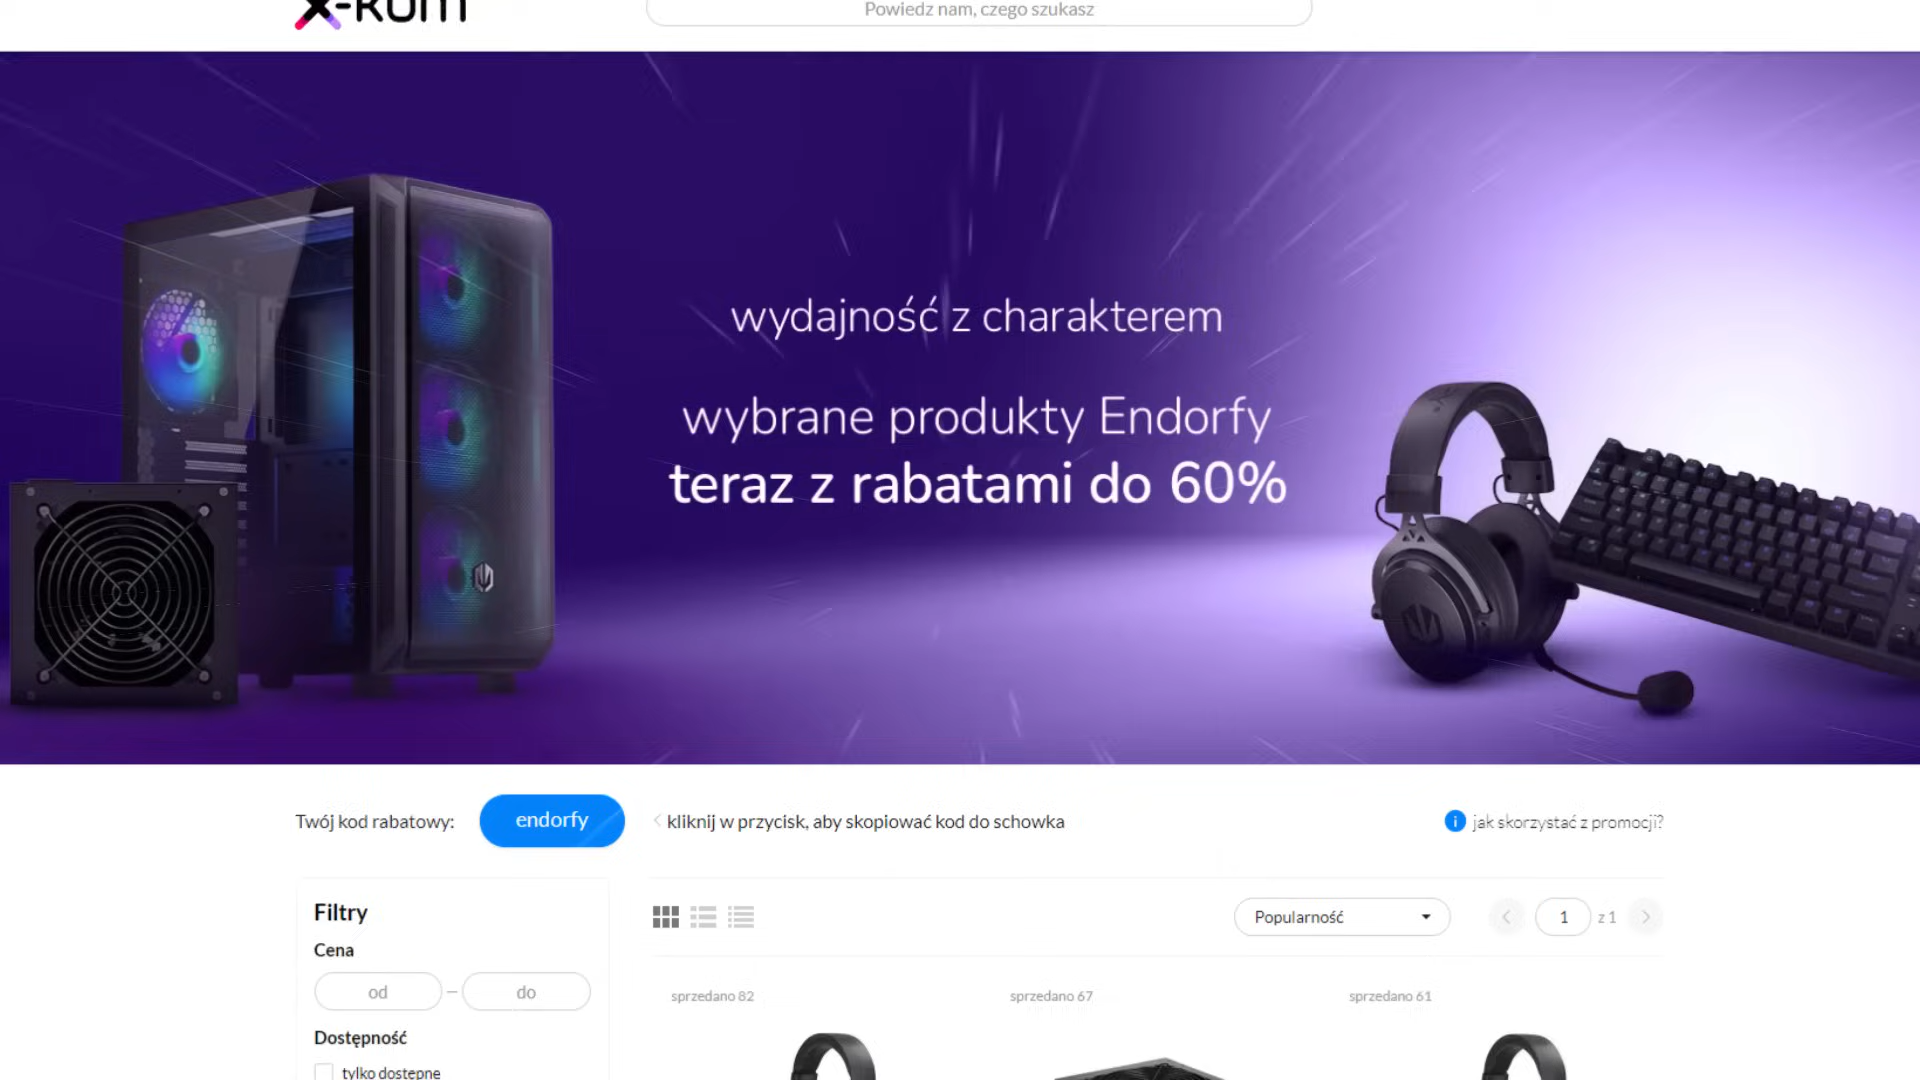 x-kom
Powiedz nam, czego szukasz
wydajność z charakterem
wybrane produkty Endorfy
teraz z rabatami do 60%
Twój kod rabatowy:
endorfy
kliknij w przycisk, aby skopiować kod do schowka
i
jak skorzystać z promocji?
Filtry
Popularność
1
z 1
Cena
od – do
sprzedano 82
sprzedano 67
sprzedano 61
Dostępność
tylko dostępne